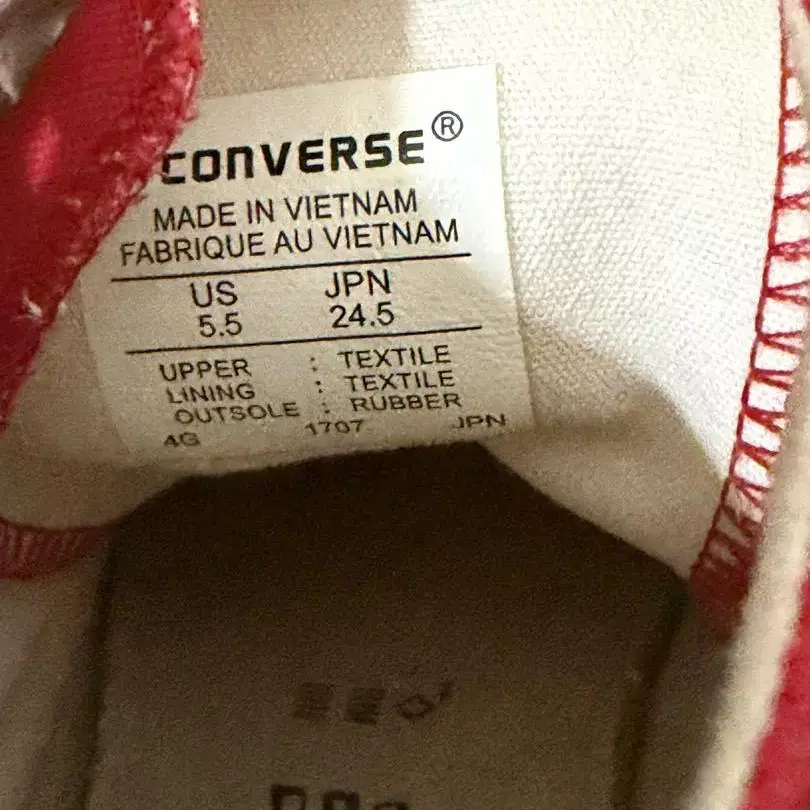 CONVERSE®
MADE IN VIETNAM
FABRIQUE AU VIETNAM
US JPN
5.5 24.5
UPPER : TEXTILE
LINING : TEXTILE
OUTSOLE : RUBBER
4G 1707 JPN